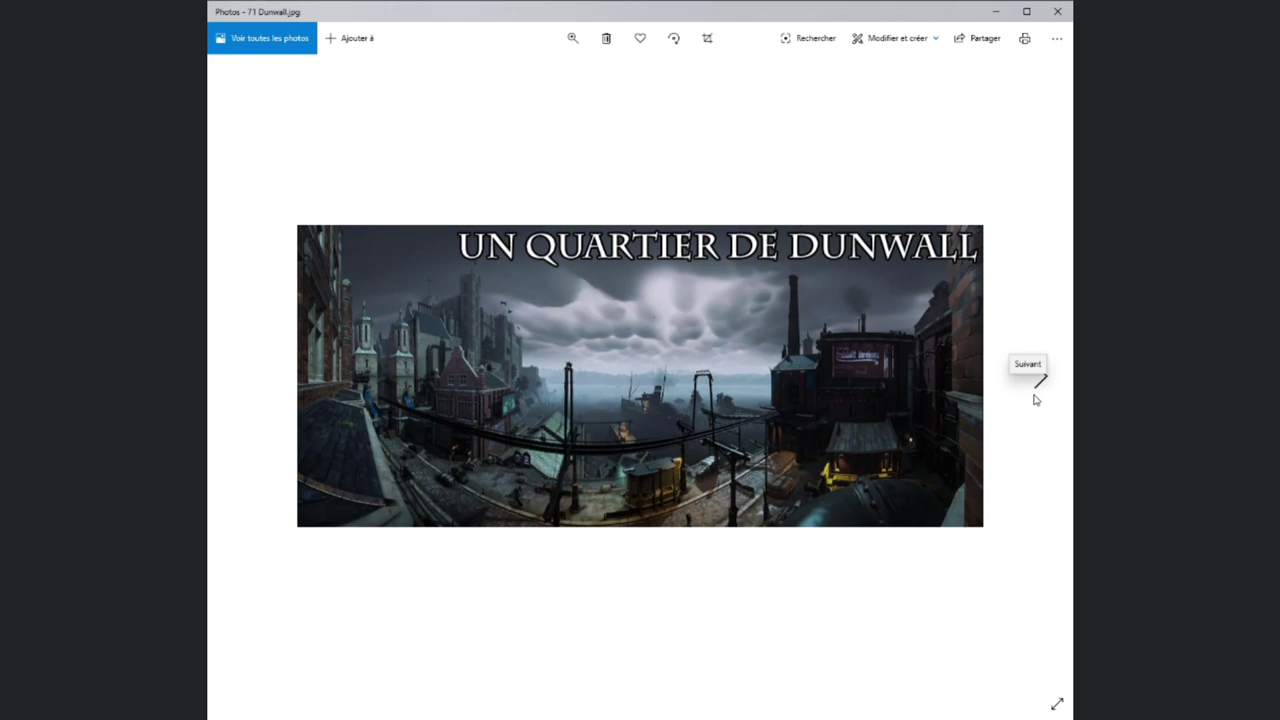 Photos - 71 Dunwall.jpg
Voir toutes les photos
Ajouter à
Rechercher
Modifier et créer
Partager
UN QUARTIER DE DUNWALL
Suivant